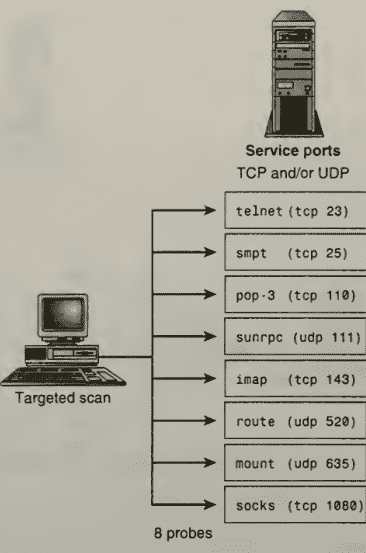 Service ports
TCP and/or UDP
telnet (tcp 23)
smpt (tcp 25)
pop-3 (tcp 110)
sunrpc (udp 111)
imap (tcp 143)
Targeted scan
route (udp 520)
mount (udp 635)
socks (tcp 1080)
8 probes